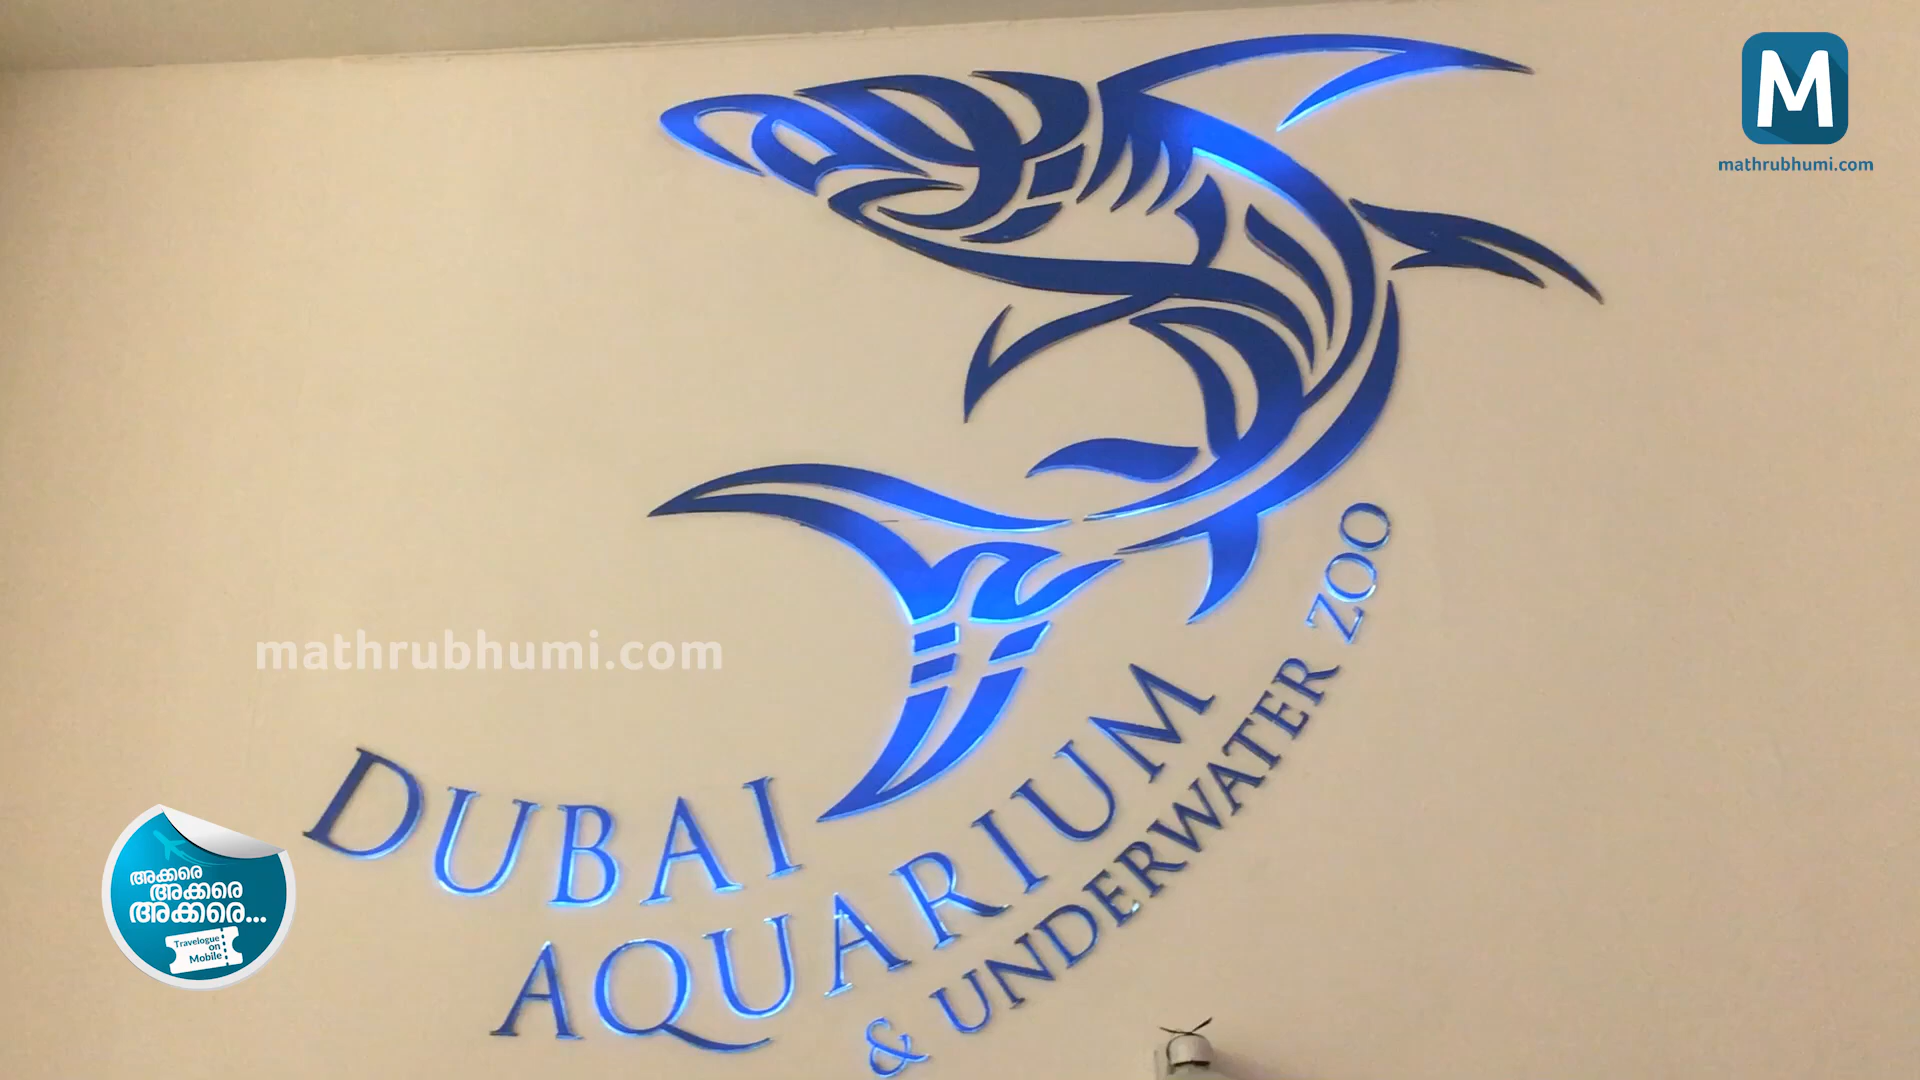 M
mathrubhumi.com
mathrubhumi.com
DUBAI
AQUARIUM
& UNDERWATER ZOO
അക്കരെ
അക്കരെ
അക്കരെ...
Travelogue
on
Mobile